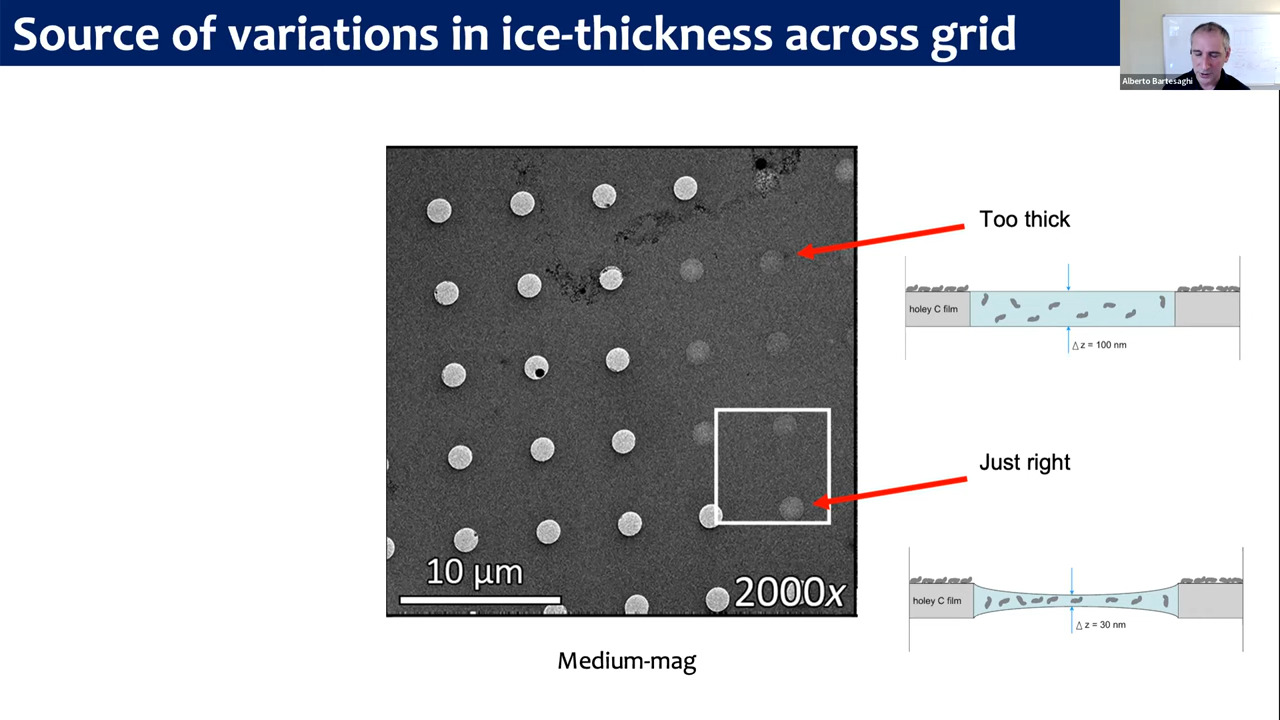 Source of variations in ice-thickness across grid
Alberto Bartesaghi
Too thick
holey C film
△ z = 100 nm
Just right
10 µm
2000x
holey C film
△ z = 30 nm
Medium-mag